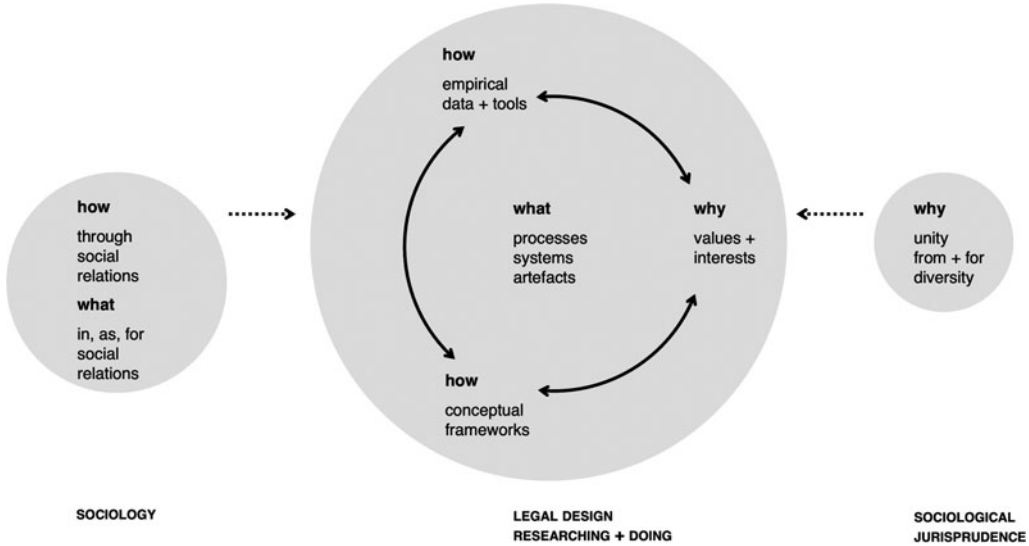 how
through
social
relations
what
in, as, for
social
relations
how
empirical
data + tools
what
processes
systems
artefacts
why
values +
interests
how
conceptual
frameworks
why
unity
from + for
diversity
SOCIOLOGY
LEGAL DESIGN
RESEARCHING + DOING
SOCIOLOGICAL
JURISPRUDENCE